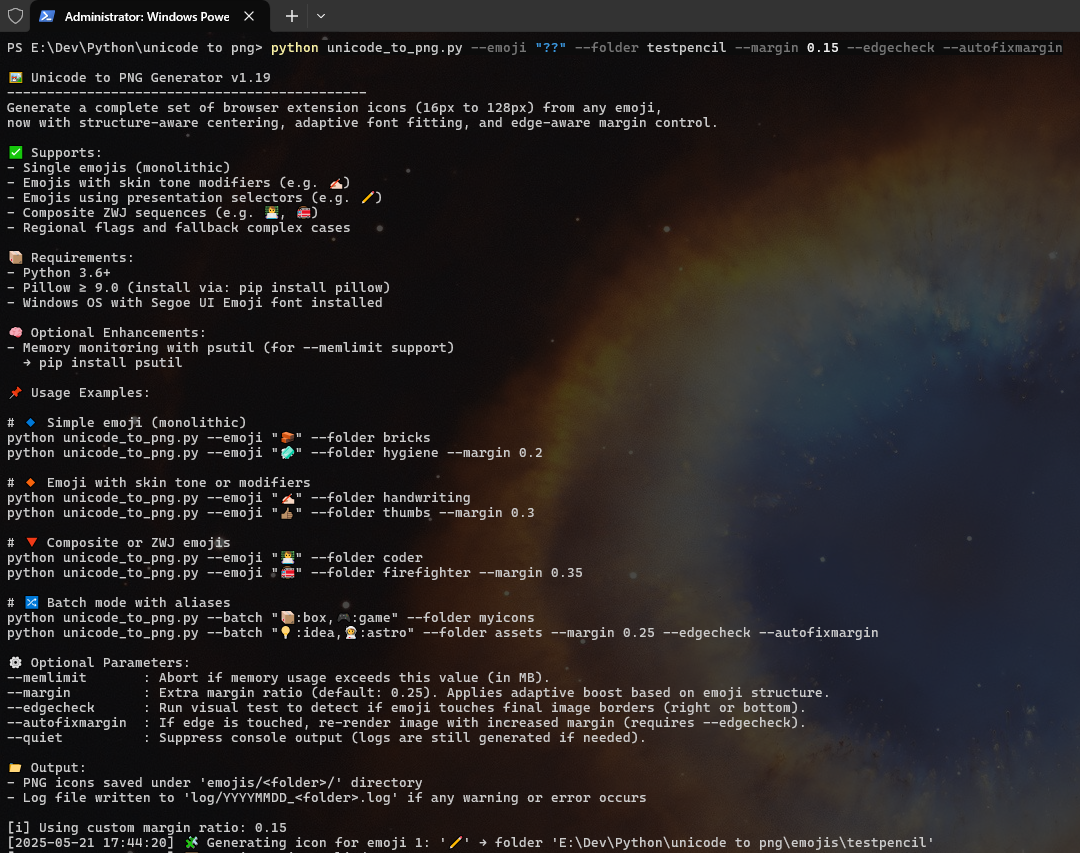 Administrator: Windows Powe
PS E:\Dev\Python\unicode to png> python unicode_to_png.py --emoji "??" --folder testpencil --margin 0.15 --edgecheck --autofixmargin
🖼️ Unicode to PNG Generator v1.19
---------------------------------------------
Generate a complete set of browser extension icons (16px to 128px) from any emoji,
now with structure-aware centering, adaptive font fitting, and edge-aware margin control.
✅ Supports:
- Single emojis (monolithic)
- Emojis with skin tone modifiers (e.g. ✍🏻)
- Emojis using presentation selectors (e.g. ✏️)
- Composite ZWJ sequences (e.g. 👨‍💻, 👩‍🚒)
- Regional flags and fallback complex cases
📦 Requirements:
- Python 3.6+
- Pillow ≥ 9.0 (install via: pip install pillow)
- Windows OS with Segoe UI Emoji font installed
🧠 Optional Enhancements:
- Memory monitoring with psutil (for --memlimit support)
→ pip install psutil
📌 Usage Examples:
# 🔹 Simple emoji (monolithic)
python unicode_to_png.py --emoji "🧱" --folder bricks
python unicode_to_png.py --emoji "🧼" --folder hygiene --margin 0.2
# 🔸 Emoji with skin tone or modifiers
python unicode_to_png.py --emoji "✍🏻" --folder handwriting
python unicode_to_png.py --emoji "👍🏽" --folder thumbs --margin 0.3
# 🔻 Composite or ZWJ emojis
python unicode_to_png.py --emoji "👨‍💻" --folder coder
python unicode_to_png.py --emoji "👩‍🚒" --folder firefighter --margin 0.35
# 🔀 Batch mode with aliases
python unicode_to_png.py --batch "📦:box,🎮:game" --folder myicons
python unicode_to_png.py --batch "💡:idea,🧑‍🚀:astro" --folder assets --margin 0.25 --edgecheck --autofixmargin
⚙️ Optional Parameters:
--memlimit : Abort if memory usage exceeds this value (in MB).
--margin : Extra margin ratio (default: 0.25). Applies adaptive boost based on emoji structure.
--edgecheck : Run visual test to detect if emoji touches final image borders (right or bottom).
--autofixmargin : If edge is touched, re-render image with increased margin (requires --edgecheck).
--quiet : Suppress console output (logs are still generated if needed).
📂 Output:
- PNG icons saved under 'emojis/<folder>/' directory
- Log file written to 'log/YYYYMMDD_<folder>.log' if any warning or error occurs
[i] Using custom margin ratio: 0.15
[2025-05-21 17:44:20] 🧩 Generating icon for emoji 1: '✏️' → folder 'E:\Dev\Python\unicode to png\emojis\testpencil'